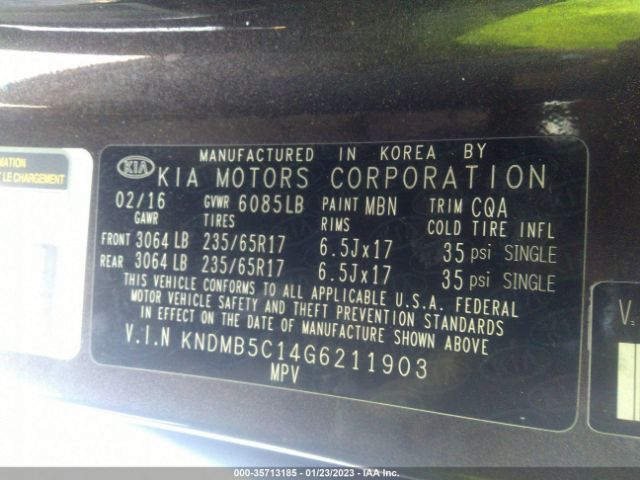 MANUFACTURED IN KOREA BY
KIA KIA MOTORS CORPORATION
02/16 GVWR 6085LB PAINT MBN TRIM CQA
GAWR TIRES RIMS COLD TIRE INFL
FRONT 3064 LB 235/65R17 6.5Jx17 35 psi SINGLE
REAR 3064 LB 235/65R17 6.5Jx17 35 psi SINGLE
THIS VEHICLE CONFORMS TO ALL APPLICABLE U.S.A. FEDERAL
MOTOR VEHICLE SAFETY AND THEFT PREVENTION STANDARDS
IN EFFECT ON THE DATE OF MANUFACTURE SHOWN ABOVE
V.I.N KNDMB5C14G6211903
MPV
MATION
T LE CHARGEMENT
V.
000-35713185 - 01/23/2023 - IAA Inc.